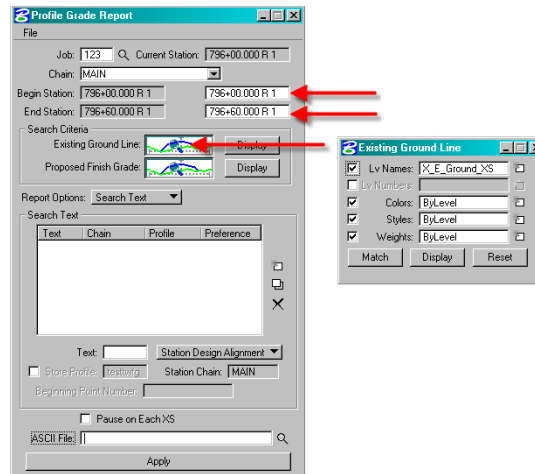 Profile Grade Report
File
Job: 123 Current Station: 796+00.000 R 1
Chain: MAIN
Begin Station: 796+00.000 R 1 796+00.000 R 1
End Station: 796+60.000 R 1 796+60.000 R 1
Search Criteria
Existing Ground Line: Display
Proposed Finish Grade: Display
Report Options: Search Text
Search Text
Text Chain Profile Preference
Text: Station Design Alignment
Store Profile: testtwfg Station Chain: MAIN
Beginning Point Number:
Pause on Each XS
ASCII File:
Apply
Existing Ground Line
Lv Names: X_E_Ground_XS
Lv Numbers:
Colors: ByLevel
Styles: ByLevel
Weights: ByLevel
Match Display Reset